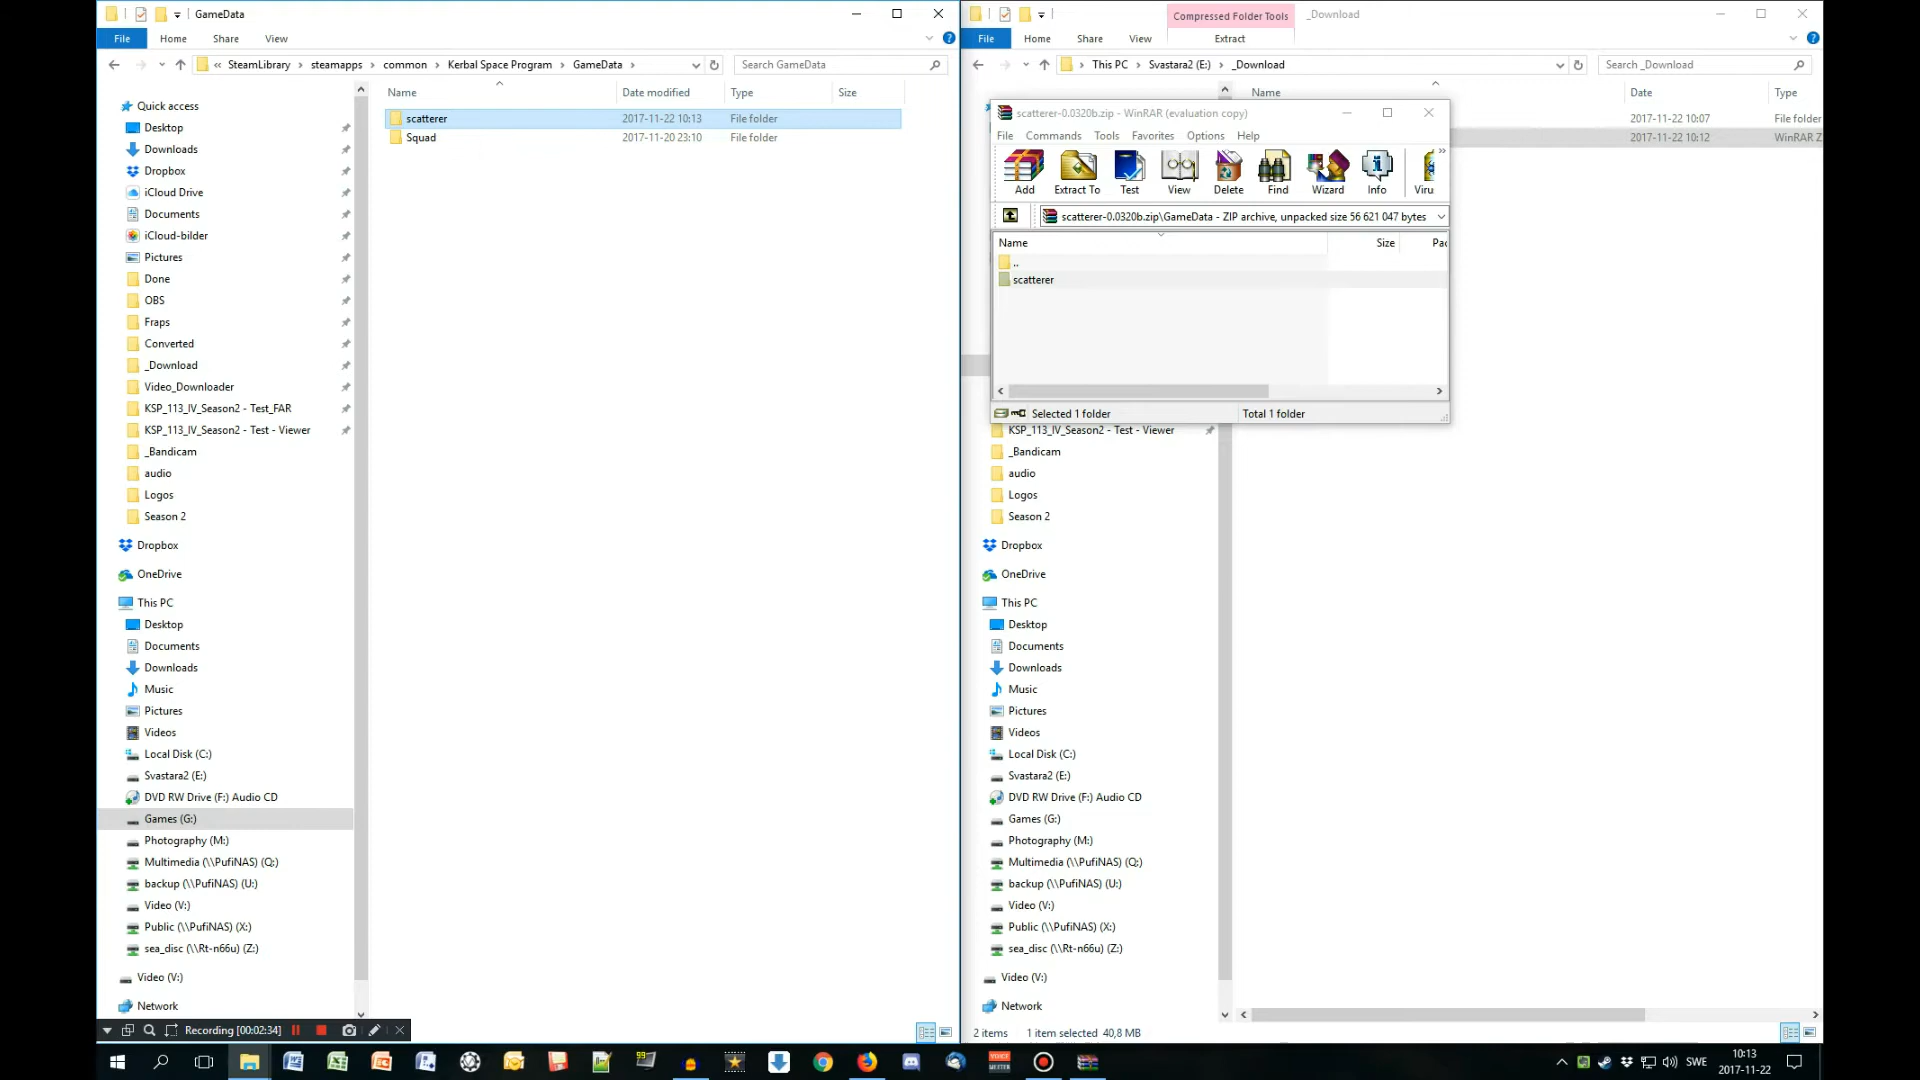 GameData
File Home Share View
« SteamLibrary › steamapps › common › Kerbal Space Program › GameData ›
Search GameData
Name Date modified Type Size
scatterer 2017-11-22 10:13 File folder
Squad 2017-11-20 23:10 File folder
Quick access
Desktop
Downloads
Dropbox
iCloud Drive
Documents
iCloud-bilder
Pictures
Done
OBS
Fraps
Converted
_Download
Video_Downloader
KSP_113_IV_Season2 - Test_FAR
KSP_113_IV_Season2 - Test - Viewer
_Bandicam
audio
Logos
Season 2
Dropbox
OneDrive
This PC
Desktop
Documents
Downloads
Music
Pictures
Videos
Local Disk (C:)
Svastara2 (E:)
DVD RW Drive (F:) Audio CD
Games (G:)
Photography (M:)
Multimedia (\\PufiNAS) (Q:)
backup (\\PufiNAS) (U:)
Video (V:)
Public (\\PufiNAS) (X:)
sea_disc (\\Rt-n66u) (Z:)
Video (V:)
Network
Recording [00:02:34]
Compressed Folder Tools
_Download
File Home Share View Extract
› This PC › Svastara2 (E:) › _Download
Search _Download
Name Date Type
2017-11-22 10:07 File folder
2017-11-22 10:12 WinRAR Z
scatterer-0.0320b.zip - WinRAR (evaluation copy)
File Commands Tools Favorites Options Help
Add Extract To Test View Delete Find Wizard Info Viru
scatterer-0.0320b.zip\GameData - ZIP archive, unpacked size 56 621 047 bytes
Name Size Pac
..
scatterer
Selected 1 folder
Total 1 folder
KSP_113_IV_Season2 - Test - Viewer
_Bandicam
audio
Logos
Season 2
Dropbox
OneDrive
This PC
Desktop
Documents
Downloads
Music
Pictures
Videos
Local Disk (C:)
Svastara2 (E:)
DVD RW Drive (F:) Audio CD
Games (G:)
Photography (M:)
Multimedia (\\PufiNAS) (Q:)
backup (\\PufiNAS) (U:)
Video (V:)
Public (\\PufiNAS) (X:)
sea_disc (\\Rt-n66u) (Z:)
Video (V:)
Network
2 items 1 item selected 40,8 MB
SWE
10:13
2017-11-22